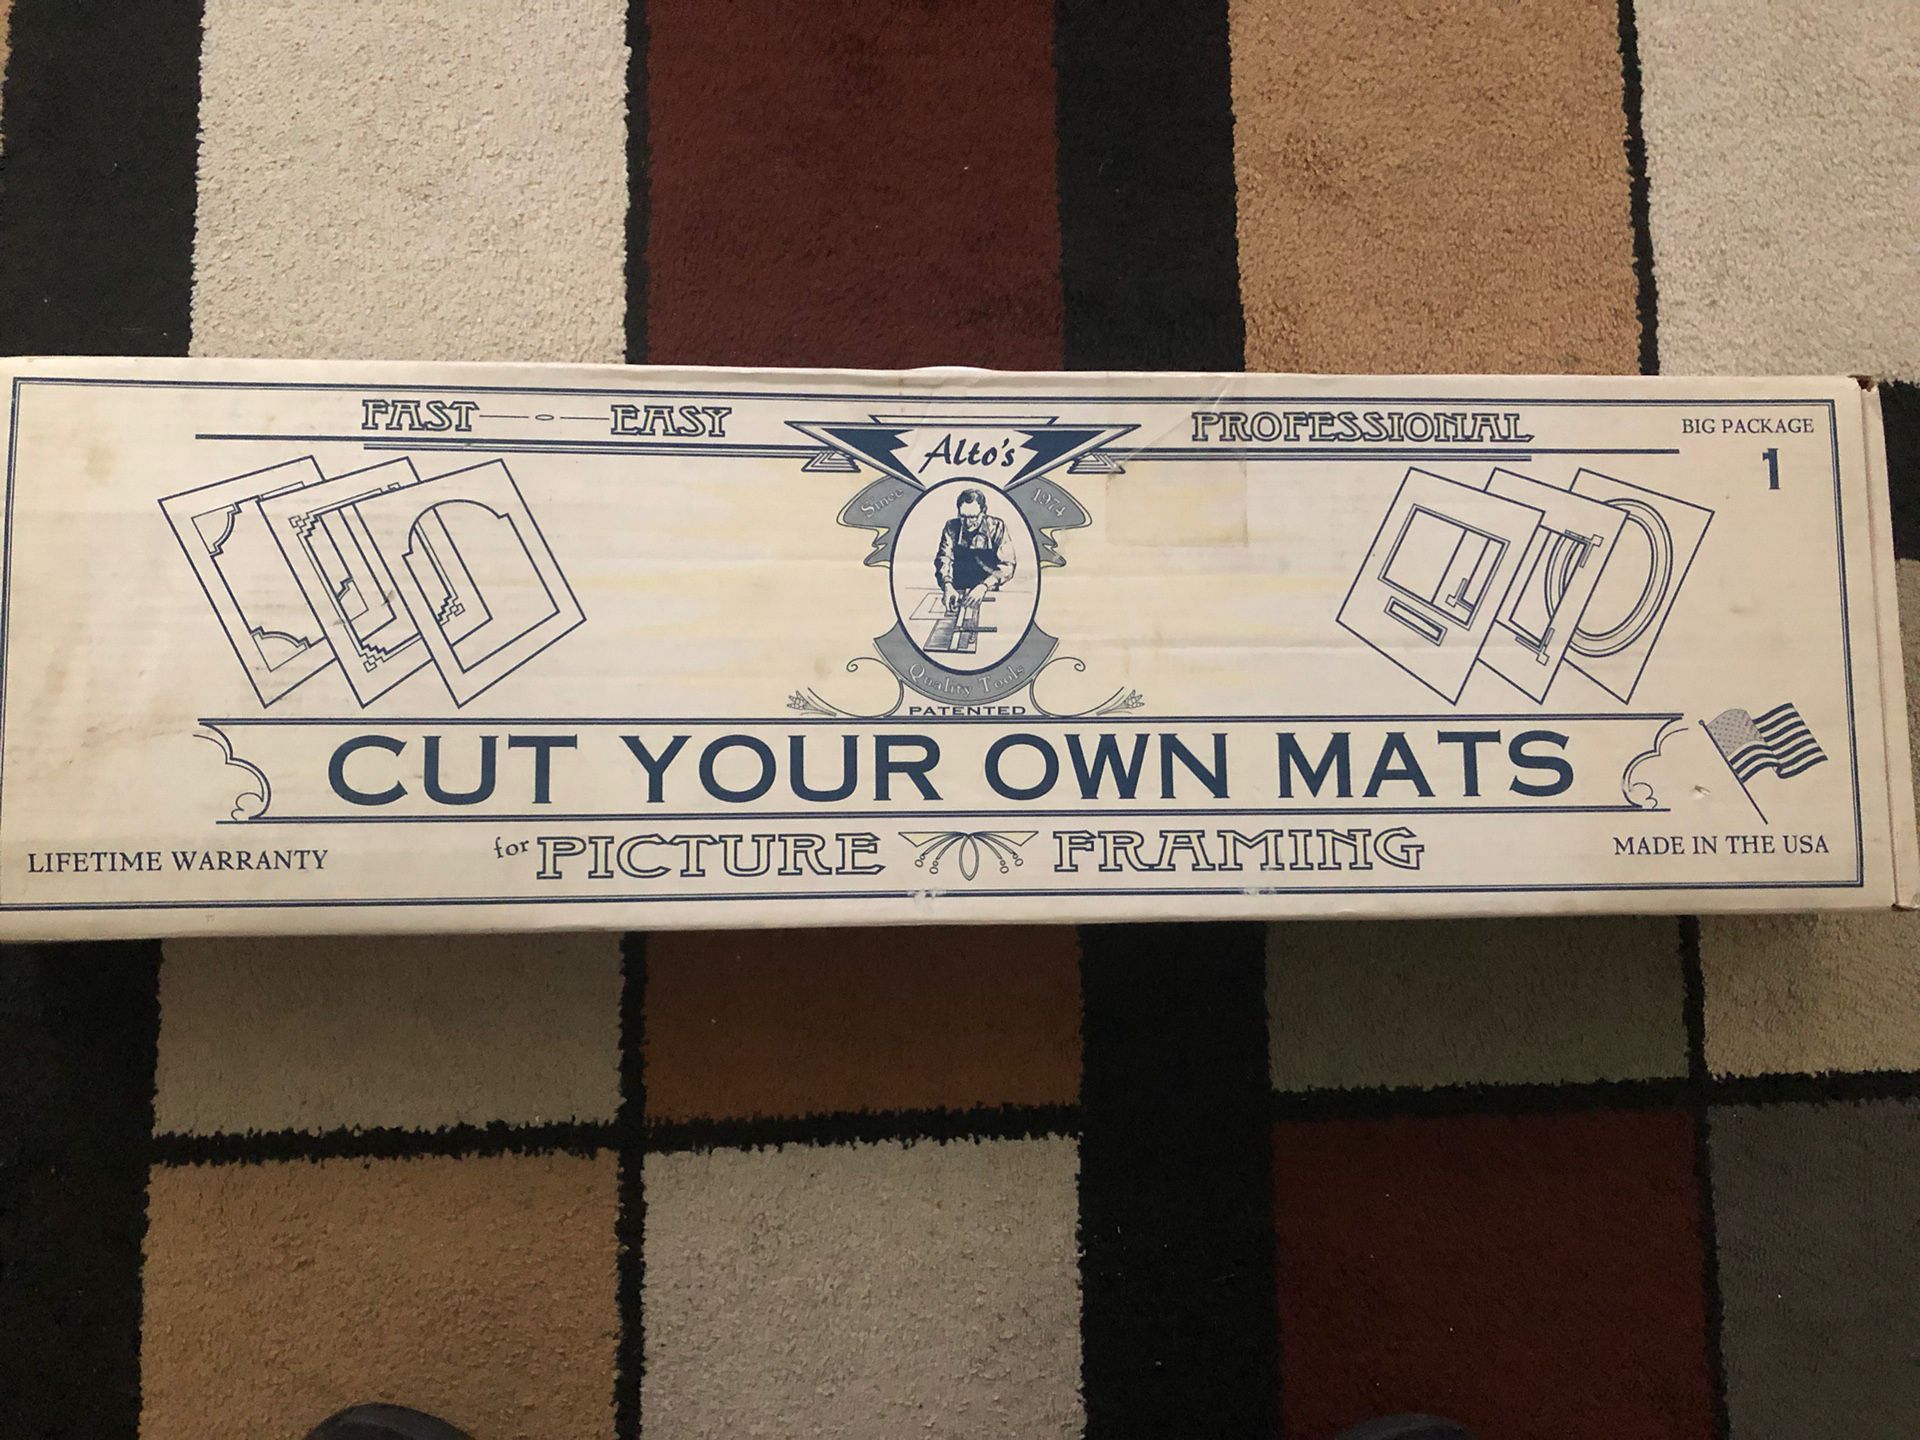 FAST EASY
PROFESSIONAL
BIG PACKAGE
1
Alto's
Since 1974
Quality Tools
PATENTED
CUT YOUR OWN MATS
for PICTURE FRAMING
LIFETIME WARRANTY
MADE IN THE USA